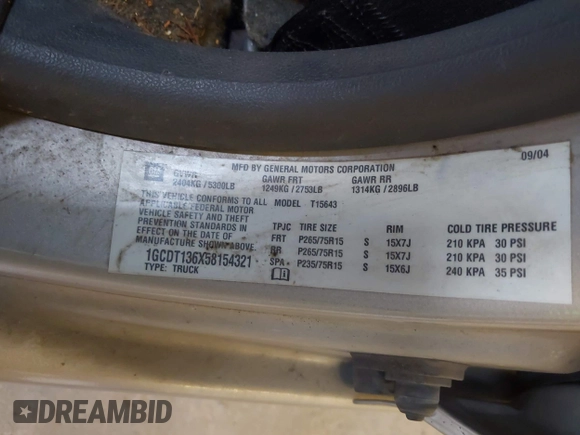 MFD BY GENERAL MOTORS CORPORATION 09/04
GM GVWR GAWR FRT GAWR RR
2404KG / 5300LB 1249KG / 2753LB 1314KG / 2896LB
THIS VEHICLE CONFORMS TO ALL MODEL T15643
APPLICABLE FEDERAL MOTOR
VEHICLE SAFETY AND THEFT
PREVENTION STANDARDS IN
EFFECT ON THE DATE OF
MANUFACTURE SHOWN ABOVE.
1GCDT136X58154321
TYPE: TRUCK
TPJC TIRE SIZE SPD RIM COLD TIRE PRESSURE
FRT P265/75R15 S 15X7J 210 KPA 30 PSI
RR P265/75R15 S 15X7J 210 KPA 30 PSI
SPA P235/75R15 S 15X6J 240 KPA 35 PSI
DREAMBID